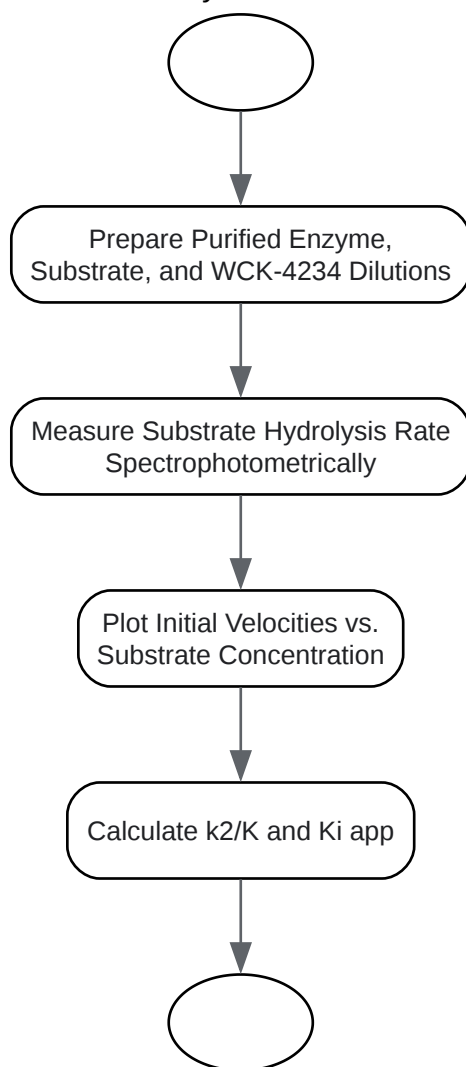 Prepare Purified Enzyme,
Substrate, and WCK-4234 Dilutions
Measure Substrate Hydrolysis Rate
Spectrophotometrically
Plot Initial Velocities vs.
Substrate Concentration
Calculate k2/K and Ki app